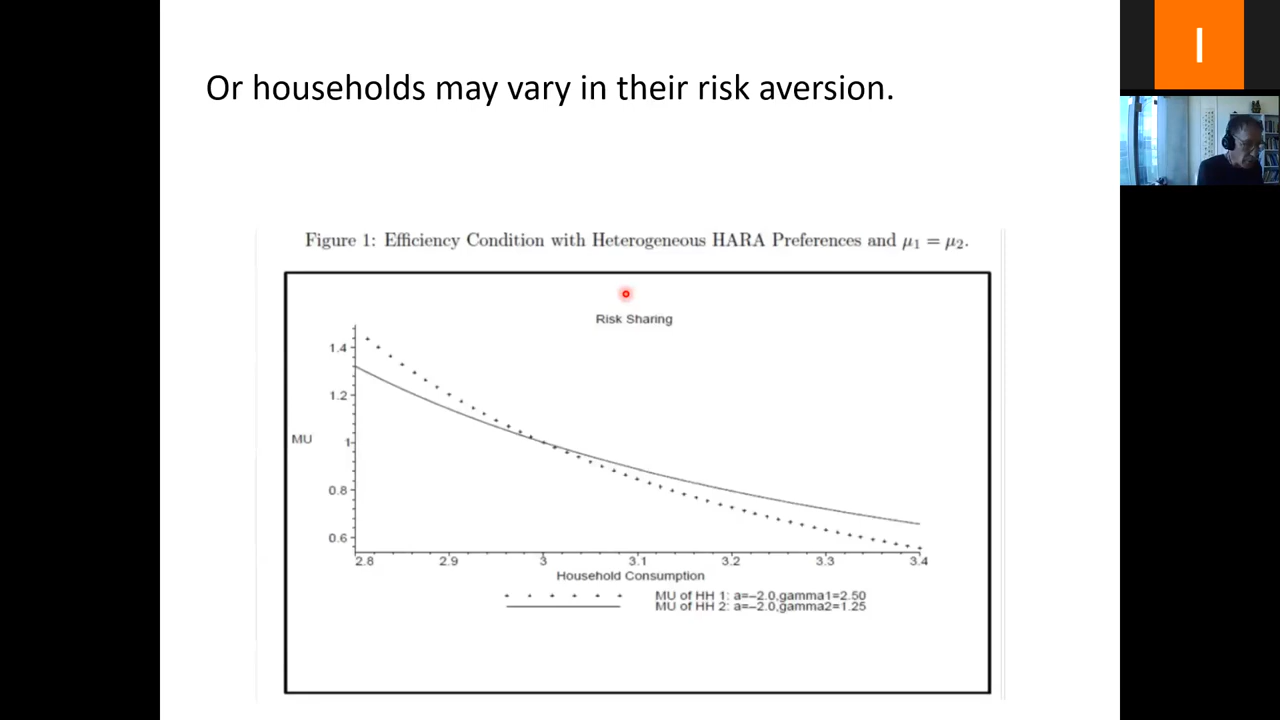 Or households may vary in their risk aversion.
I
Figure 1: Efficiency Condition with Heterogeneous HARA Preferences and μ₁ = μ₂.
Risk Sharing
1.4
1.2
MU
1
0.8
0.6
2.8 2.9 3 3.1 3.2 3.3 3.4
Household Consumption
MU of HH 1: a=–2.0,gamma1=2.50
MU of HH 2: a=–2.0,gamma2=1.25